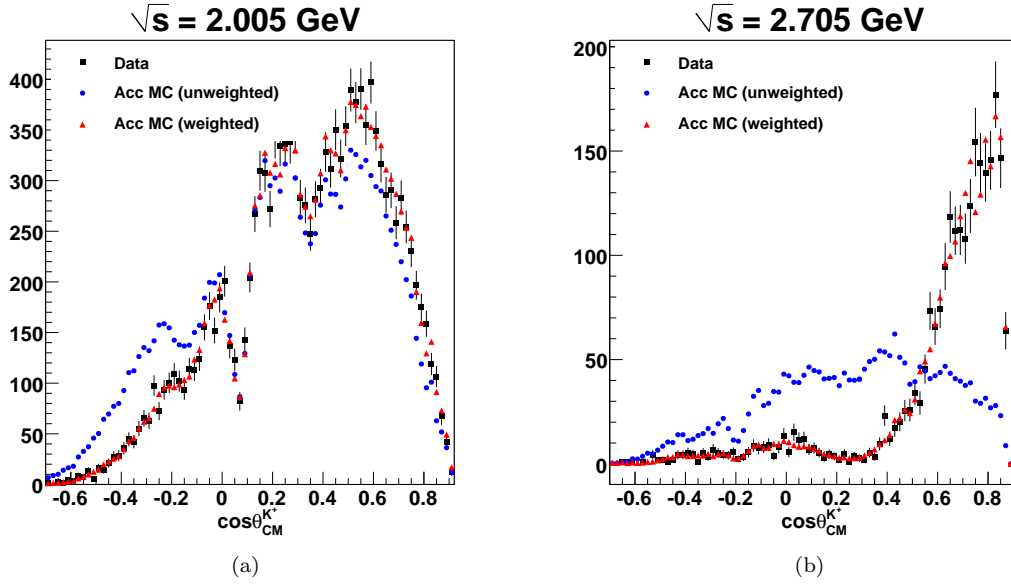 √s = 2.005 GeV
Data
Acc MC (unweighted)
Acc MC (weighted)
400
350
300
250
200
150
100
50
0
-0.6 -0.4 -0.2 0 0.2 0.4 0.6 0.8
cosθ_CM^K+
(a)
√s = 2.705 GeV
Data
Acc MC (unweighted)
Acc MC (weighted)
200
150
100
50
0
-0.6 -0.4 -0.2 0 0.2 0.4 0.6 0.8
cosθ_CM^K+
(b)